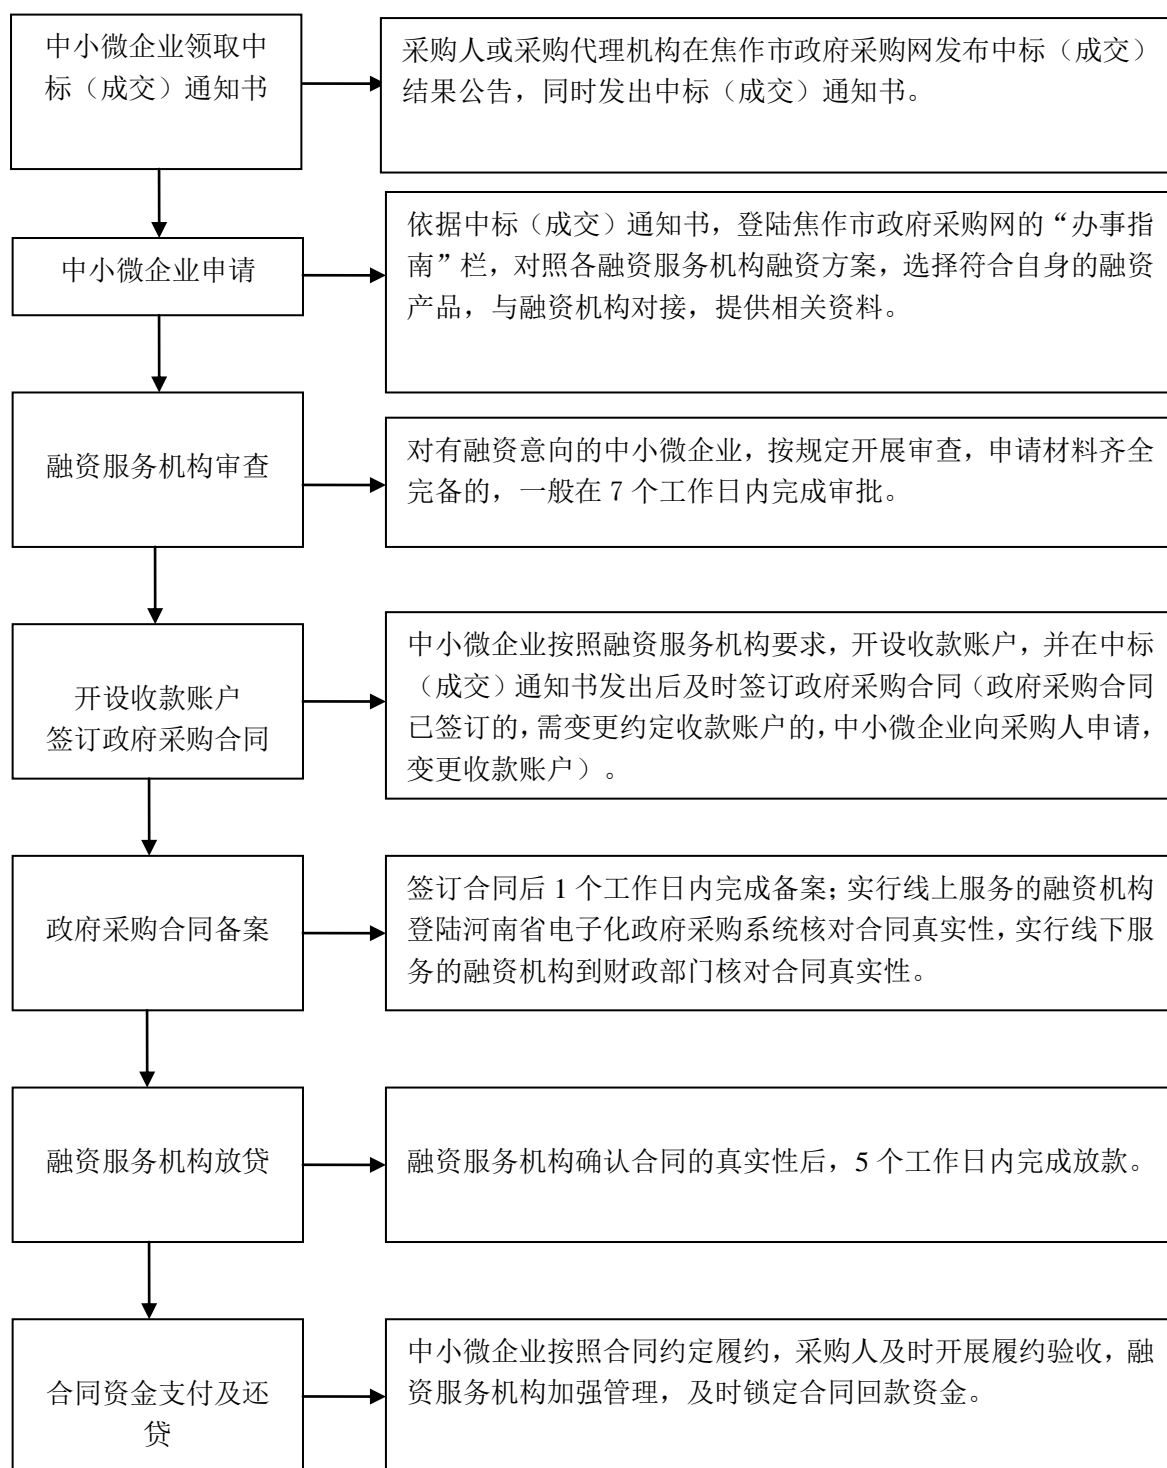 中小微企业领取中
标（成交）通知书
采购人或采购代理机构在焦作市政府采购网发布中标（成交）
结果公告，同时发出中标（成交）通知书。
中小微企业申请
依据中标（成交）通知书，登陆焦作市政府采购网的“办事指
南”栏，对照各融资服务机构融资方案，选择符合自身的融资
产品，与融资机构对接，提供相关资料。
融资服务机构审查
对有融资意向的中小微企业，按规定开展审查，申请材料齐全
完备的，一般在 7 个工作日内完成审批。
开设收款账户
签订政府采购合同
中小微企业按照融资服务机构要求，开设收款账户，并在中标
（成交）通知书发出后及时签订政府采购合同（政府采购合同
已签订的，需变更约定收款账户的，中小微企业向采购人申请，
变更收款账户）。
政府采购合同备案
签订合同后 1 个工作日内完成备案；实行线上服务的融资机构
登陆河南省电子化政府采购系统核对合同真实性，实行线下服
务的融资机构到财政部门核对合同真实性。
融资服务机构放贷
融资服务机构确认合同的真实性后，5 个工作日内完成放款。
合同资金支付及还
贷
中小微企业按照合同约定履约，采购人及时开展履约验收，融
资服务机构加强管理，及时锁定合同回款资金。